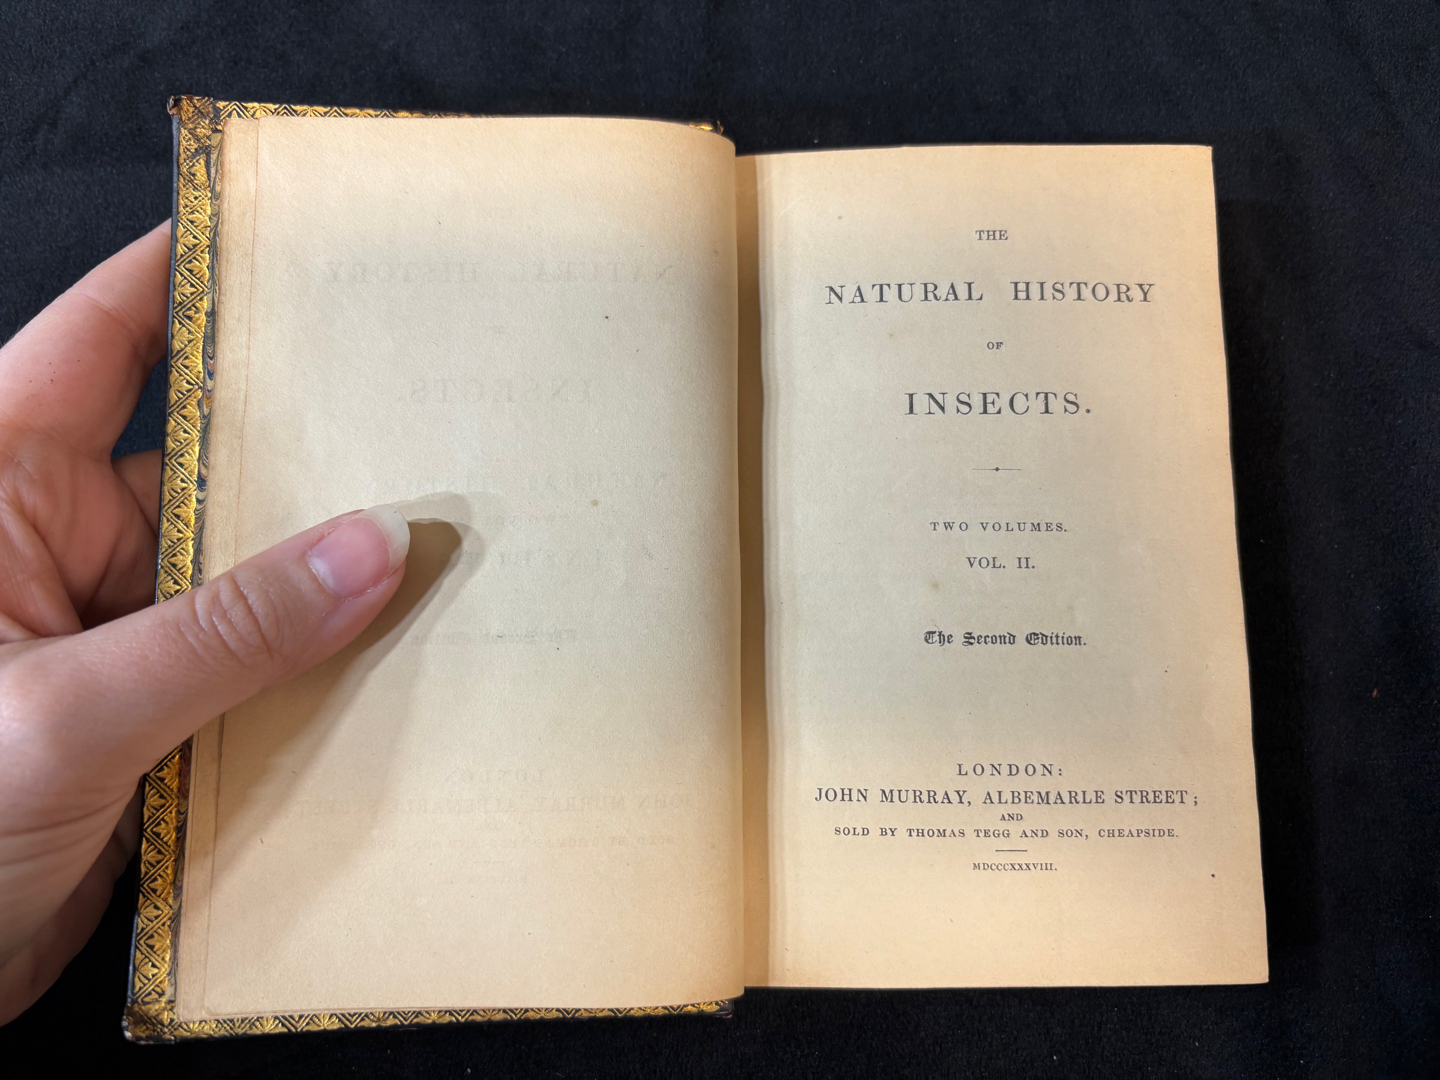 THE
NATURAL HISTORY
OF
INSECTS.
TWO VOLUMES.
VOL. II.
The Second Edition.
LONDON:
JOHN MURRAY, ALBEMARLE STREET;
AND
SOLD BY THOMAS TEGG AND SON, CHEAPSIDE.
MDCCCXXXVIII.